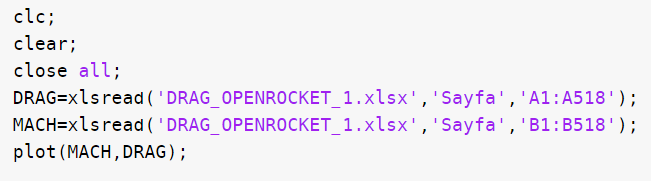 clc;
clear;
close all;
DRAG=xlsread('DRAG_OPENROCKET_1.xlsx','Sayfa','A1:A518');
MACH=xlsread('DRAG_OPENROCKET_1.xlsx','Sayfa','B1:B518');
plot(MACH,DRAG);